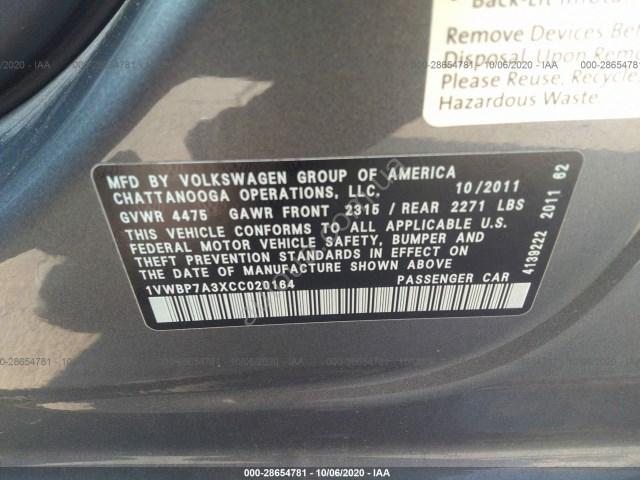 Remove Devices
Disposal, Upon
Please Reuse, Recycle
Hazardous Waste.
MFD BY VOLKSWAGEN GROUP OF AMERICA
CHATTANOOGA OPERATIONS, LLC. 10/2011
GVWR 4475 GAWR FRONT 2315 / REAR 2271 LBS
THIS VEHICLE CONFORMS TO ALL APPLICABLE U.S.
FEDERAL MOTOR VEHICLE SAFETY, BUMPER AND
THEFT PREVENTION STANDARDS IN EFFECT ON
THE DATE OF MANUFACTURE SHOWN ABOVE
1VWBP7A3XCC020164 PASSENGER CAR
4139222 2011 62
000-28654781 - 10/06/2020 - IAA